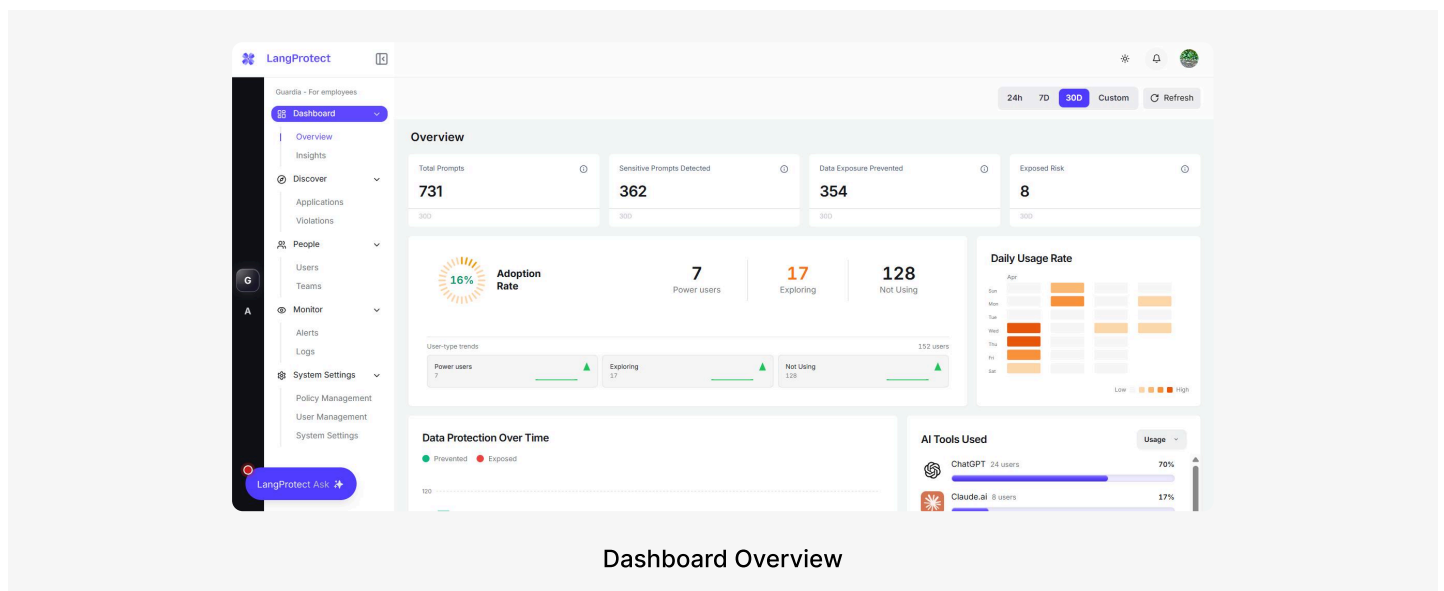 LangProtect
Guardia - For employees
Dashboard
Overview
Insights
Discover
Applications
Violations
People
Users
Teams
Monitor
Alerts
Logs
System Settings
Policy Management
User Management
System Settings
G
A
LangProtect Ask
24h 7D 30D Custom Refresh
Overview
Total Prompts
731
30D
Sensitive Prompts Detected
362
30D
Data Exposure Prevented
354
30D
Exposed Risk
8
30D
16%
Adoption
Rate
7
Power users
17
Exploring
128
Not Using
User-type trends
152 users
Power users
7
Exploring
17
Not Using
128
Daily Usage Rate
Apr
Sun
Mon
Tue
Wed
Thu
Fri
Sat
Low High
Data Protection Over Time
Prevented Exposed
120
AI Tools Used
Usage
ChatGPT 24 users 70%
Claude.ai 8 users 17%
Dashboard Overview